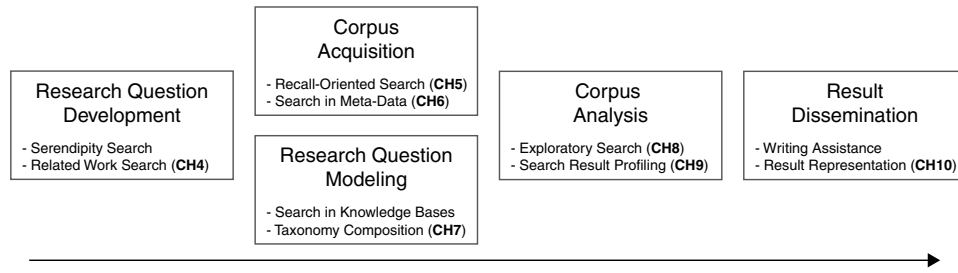 Research Question
Development
- Serendipity Search
- Related Work Search (CH4)
Corpus
Acquisition
- Recall-Oriented Search (CH5)
- Search in Meta-Data (CH6)
Research Question
Modeling
- Search in Knowledge Bases
- Taxonomy Composition (CH7)
Corpus
Analysis
- Exploratory Search (CH8)
- Search Result Profiling (CH9)
Result
Dissemination
- Writing Assistance
- Result Representation (CH10)